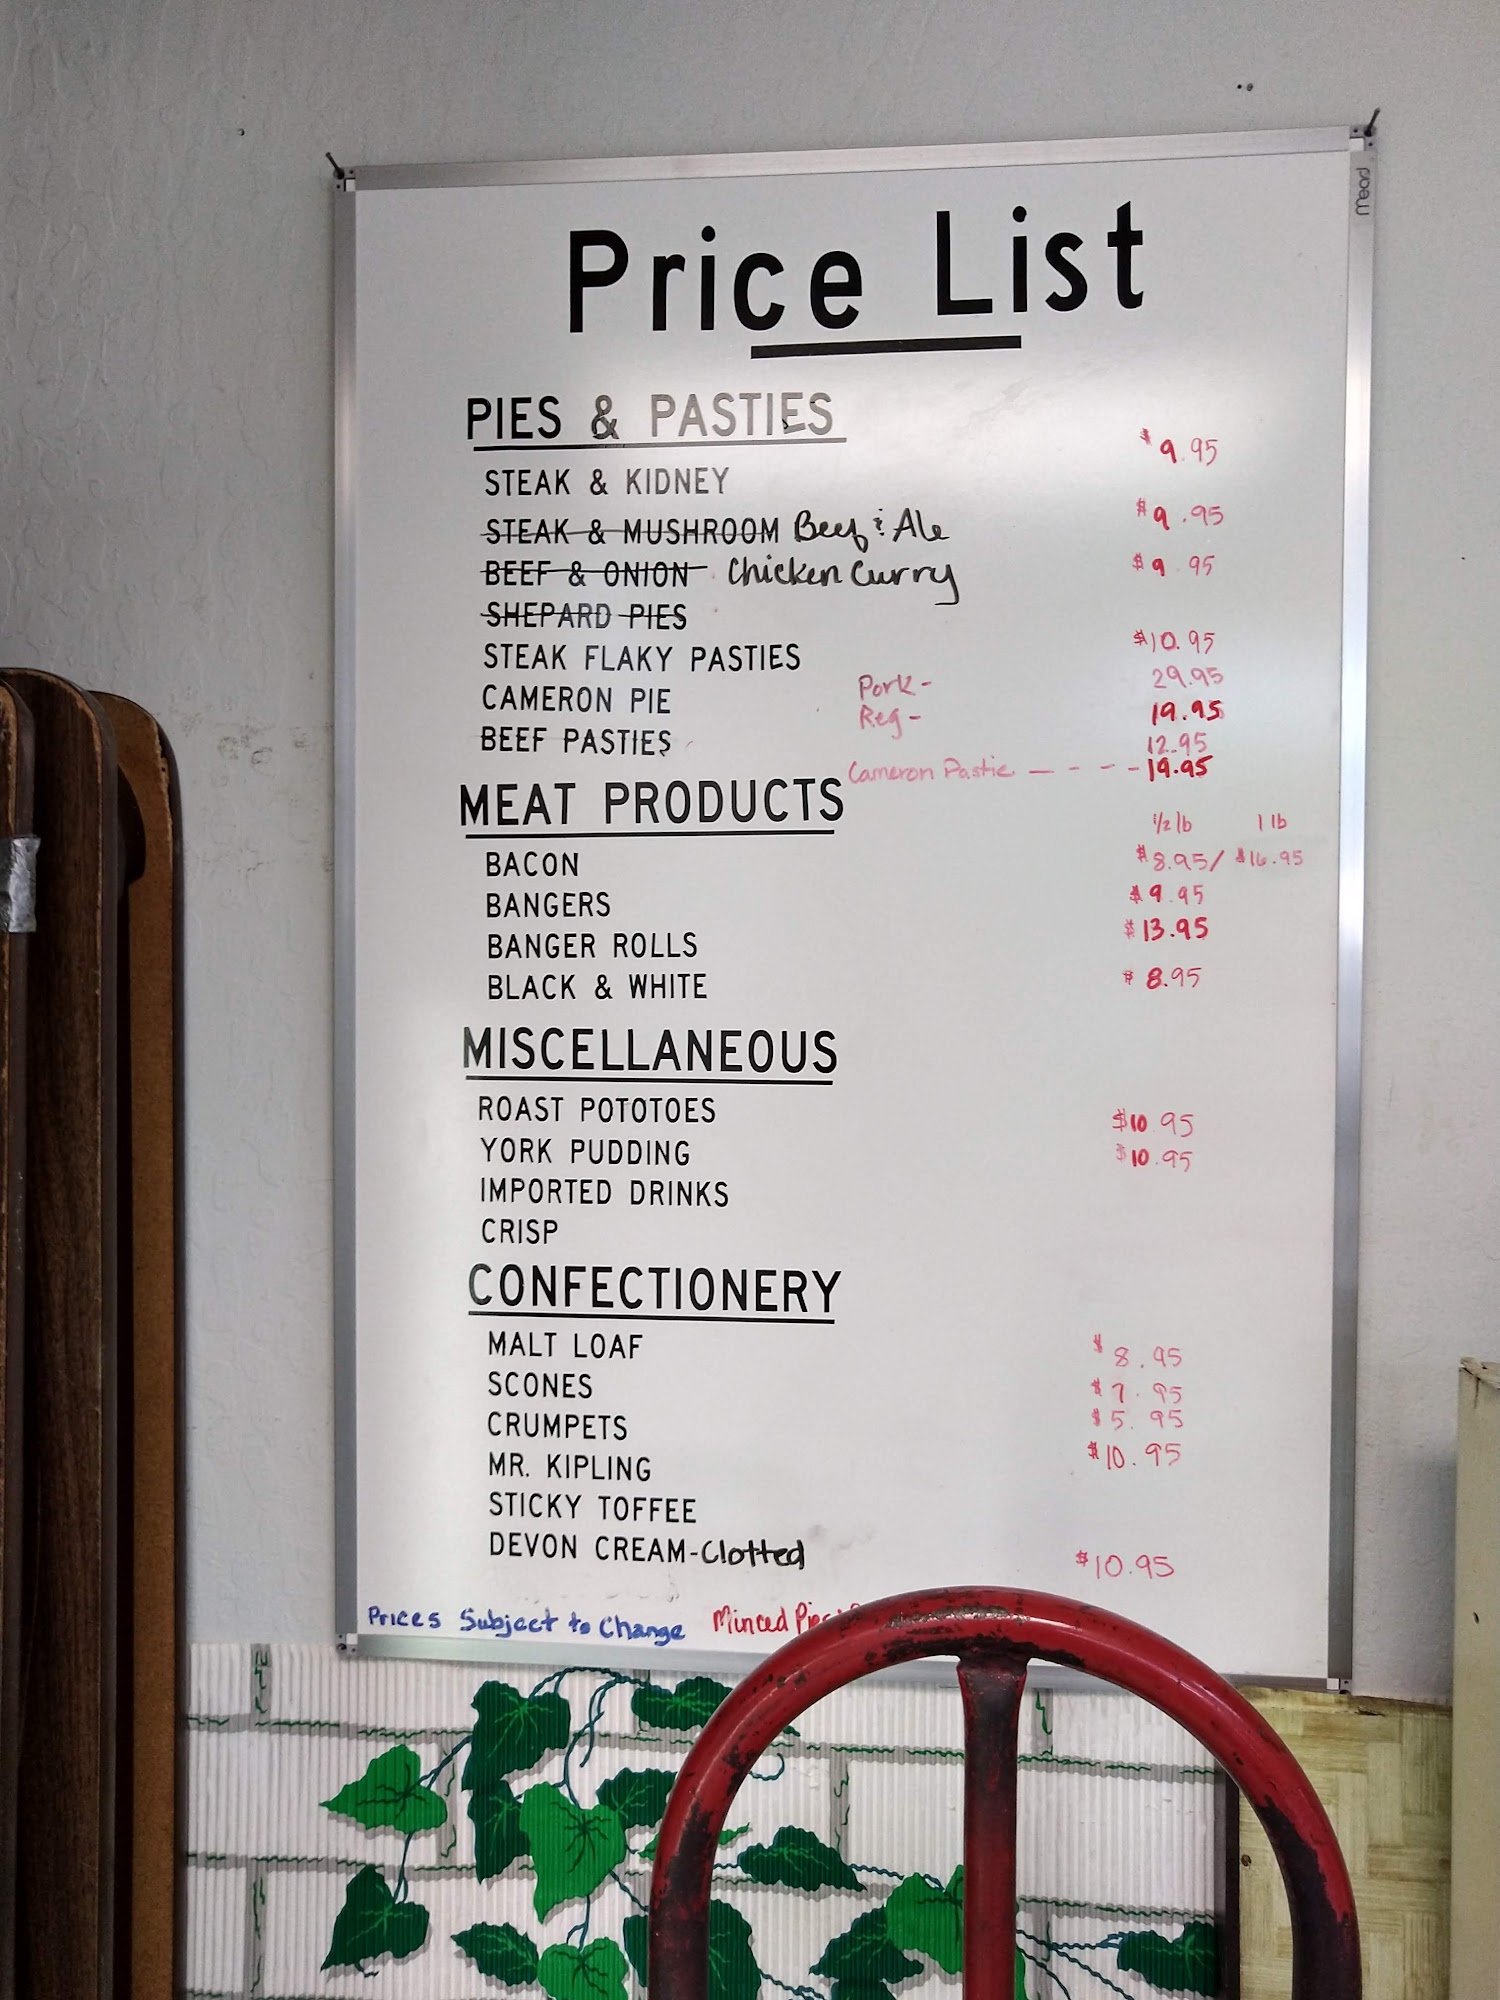 Mead
Price List
PIES & PASTIES
STEAK & KIDNEY $9.95
STEAK & MUSHROOM Beef & Ale $9.95
BEEF & ONION Chicken Curry $9.95
SHEPARD PIES
STEAK FLAKY PASTIES $10.95
CAMERON PIE Pork- 29.95
Reg- 19.95
BEEF PASTIES 12.95
Cameron Pastie ---- 19.95
MEAT PRODUCTS
1/2 lb 1 lb
BACON $8.95/ $16.95
BANGERS $9.95
BANGER ROLLS $13.95
BLACK & WHITE $8.95
MISCELLANEOUS
ROAST POTOTOES $10.95
YORK PUDDING $10.95
IMPORTED DRINKS
CRISP
CONFECTIONERY
MALT LOAF $8.95
SCONES $7.95
CRUMPETS $5.95
MR. KIPLING $10.95
STICKY TOFFEE
DEVON CREAM-Clotted $10.95
Prices Subject to Change Minced